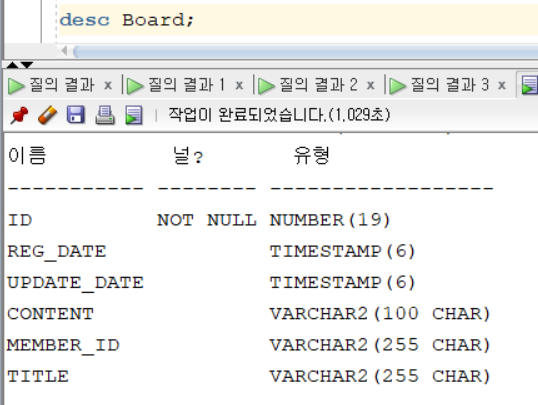 desc Board;
질의 결과 x 질의 결과 1 x 질의 결과 2 x 질의 결과 3 x
작업이 완료되었습니다.(1,029초)
이름 널? 유형
----------- -------- ------------------
ID NOT NULL NUMBER(19)
REG_DATE TIMESTAMP(6)
UPDATE_DATE TIMESTAMP(6)
CONTENT VARCHAR2(100 CHAR)
MEMBER_ID VARCHAR2(255 CHAR)
TITLE VARCHAR2(255 CHAR)